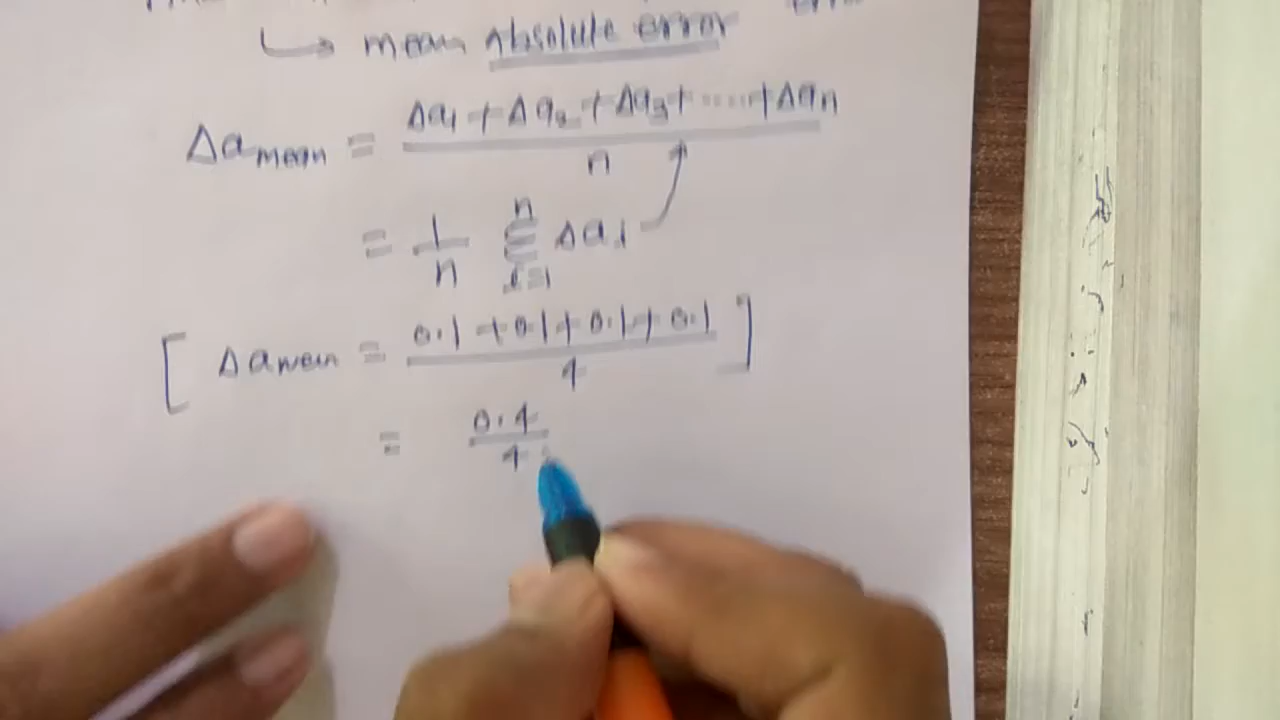 ↳ mean absolute error
Δa_mean = (Δa₁ + Δa₂ + Δa₃ + ..... + Δaₙ) / n
= 1/n Σ_{i=1}^{n} Δaᵢ
[ Δa_mean = (0.1 + 0.1 + 0.1 + 0.1) / 4 ]
= 0.4 / 4